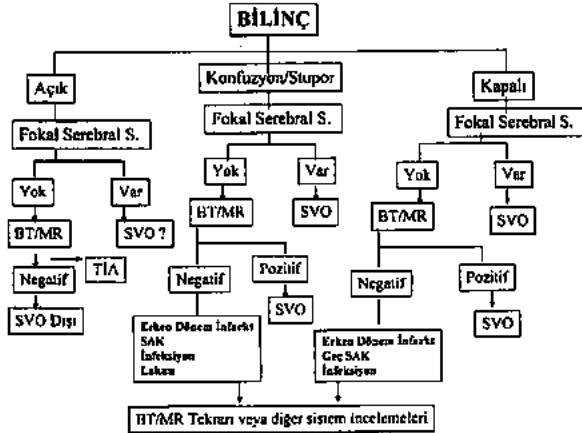 BİLİNÇ
Açık
Konfuzyon/Stupor
Kapalı
Fokal Serebral S.
Fokal Serebral S.
Fokal Serebral S.
Yok
Var
Yok
Var
Yok
Var
BT/MR
SVO ?
BT/MR
SVO
BT/MR
SVO
Negatif
TİA
Negatif
Pozitif
Negatif
Pozitif
SVO Dışı
SVO
SVO
Erken Dönem İnfarkt
SAK
İnfeksiyon
Erken Dönem İnfarkt
Geç SAK
İnfeksiyon
BT/MR Tekrarı veya diğer sistem incelemeleri